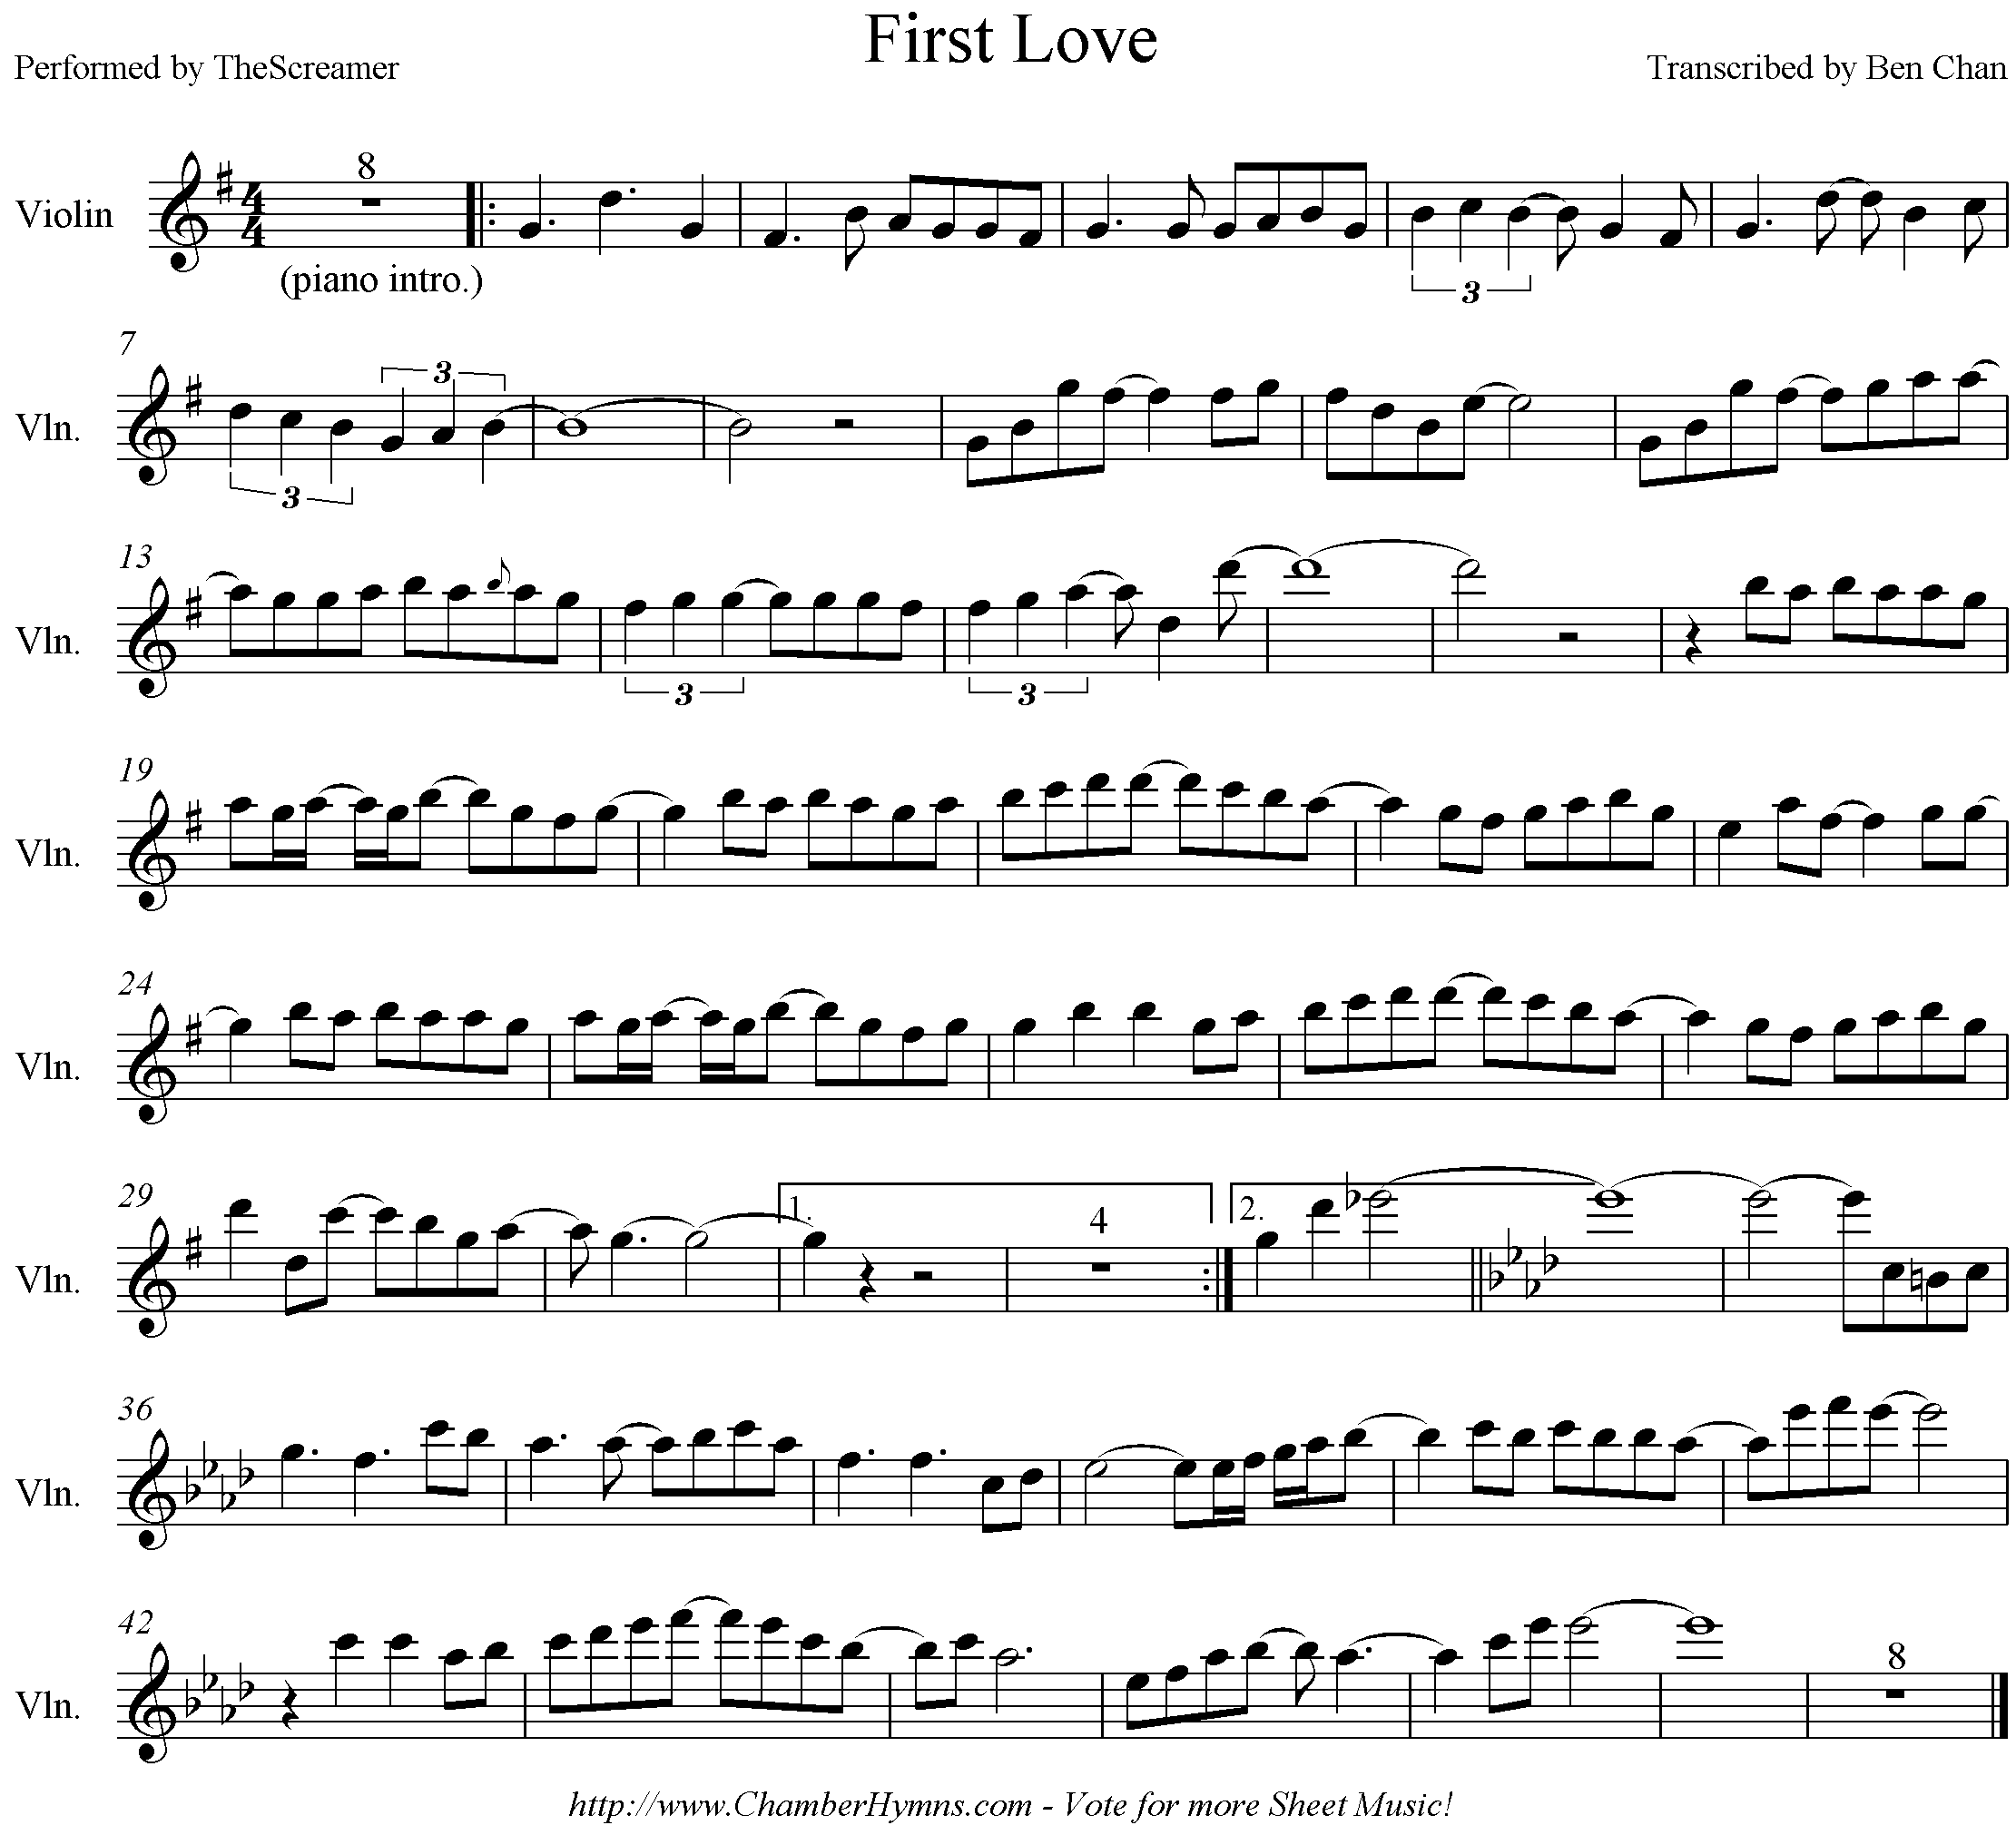 First Love
Performed by TheScreamer
Transcribed by Ben Chan
8
Violin
4
4
(piano intro.)
3
7
3
Vln.
3
13
Vln.
3
3
19
Vln.
24
Vln.
29
1.
4
2.
Vln.
36
Vln.
42
8
Vln.
http://www.ChamberHymns.com - Vote for more Sheet Music!